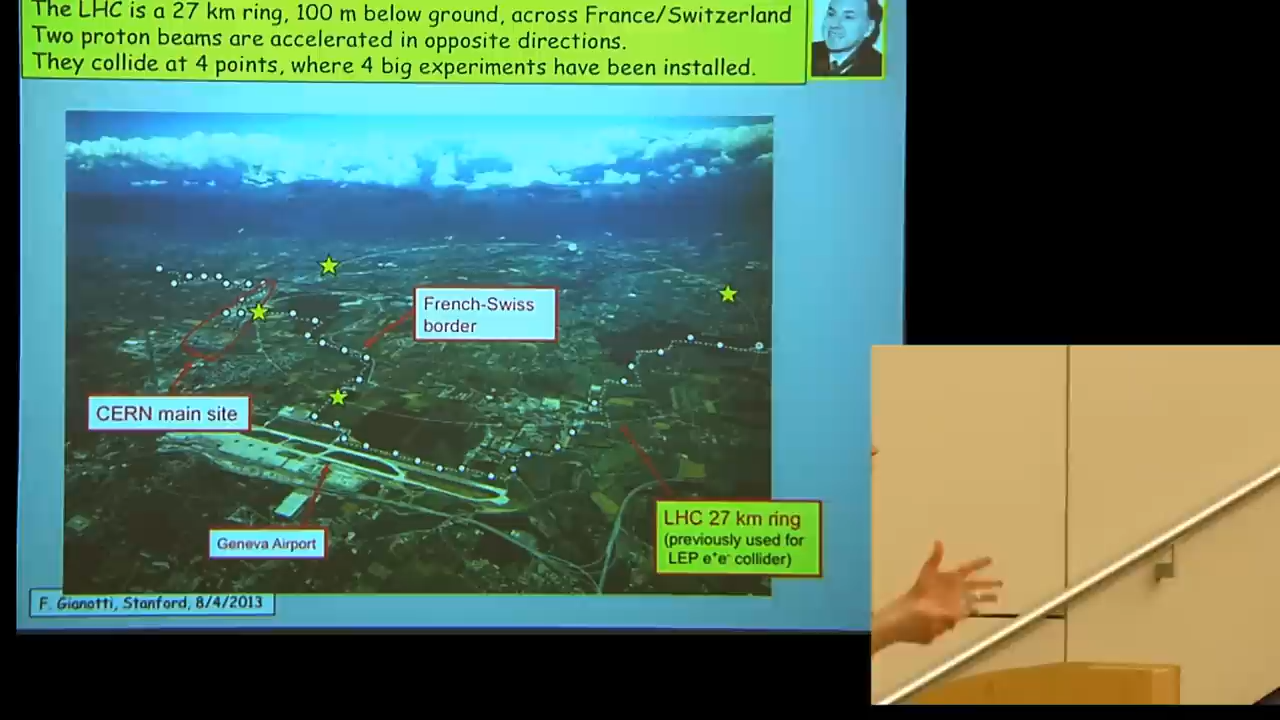 The LHC is a 27 km ring, 100 m below ground, across France/Switzerland
Two proton beams are accelerated in opposite directions.
They collide at 4 points, where 4 big experiments have been installed.
French-Swiss
border
CERN main site
LHC 27 km ring
(previously used for
LEP e⁺e⁻ collider)
Geneva Airport
F. Gianotti, Stanford, 8/4/2013